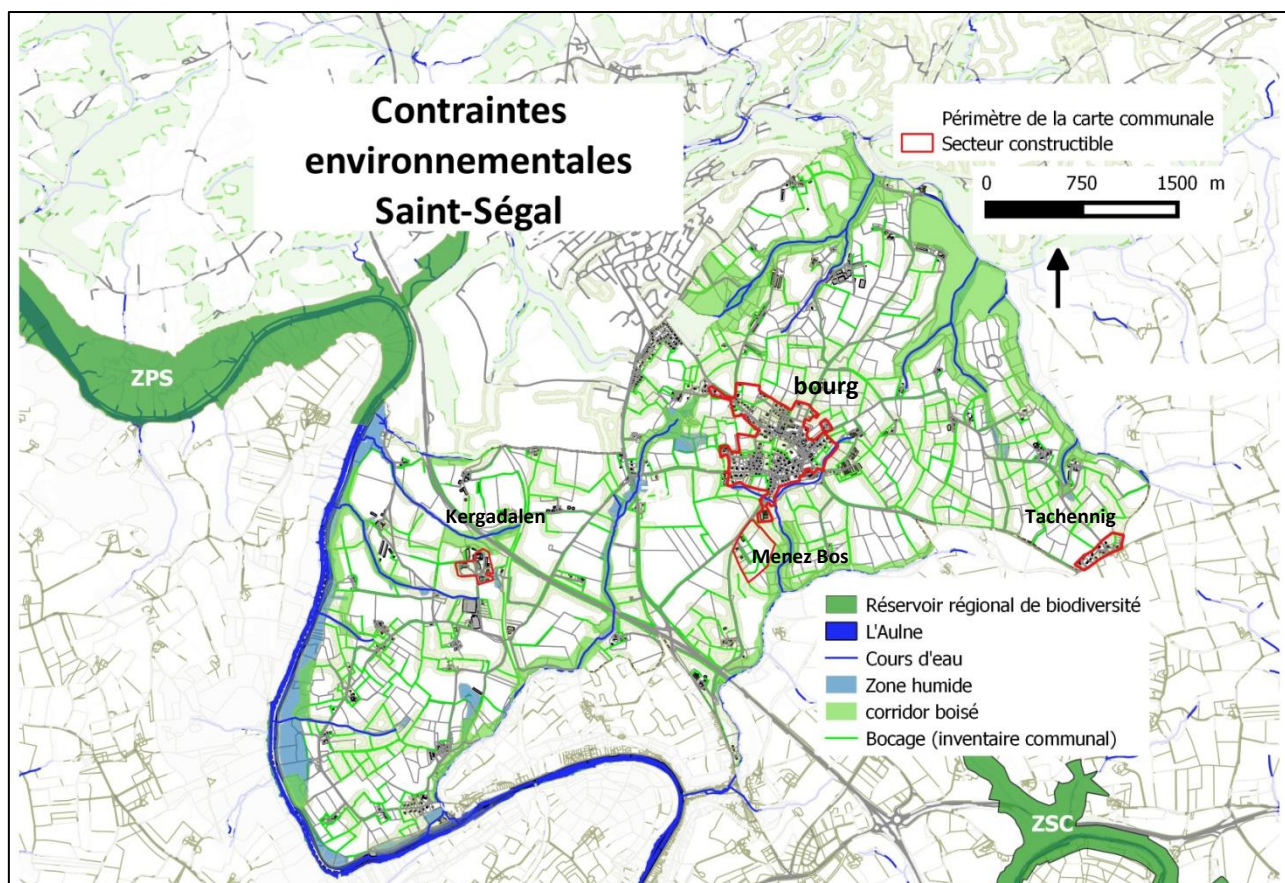 Contraintes
environnementales
Saint-Ségal
Périmètre de la carte communale
Secteur constructible
0 750 1500 m
ZPS
bourg
Kergadalen
Tachennig
Menez Bos
Réservoir régional de biodiversité
L'Aulne
Cours d'eau
Zone humide
corridor boisé
Bocage (inventaire communal)
ZSC